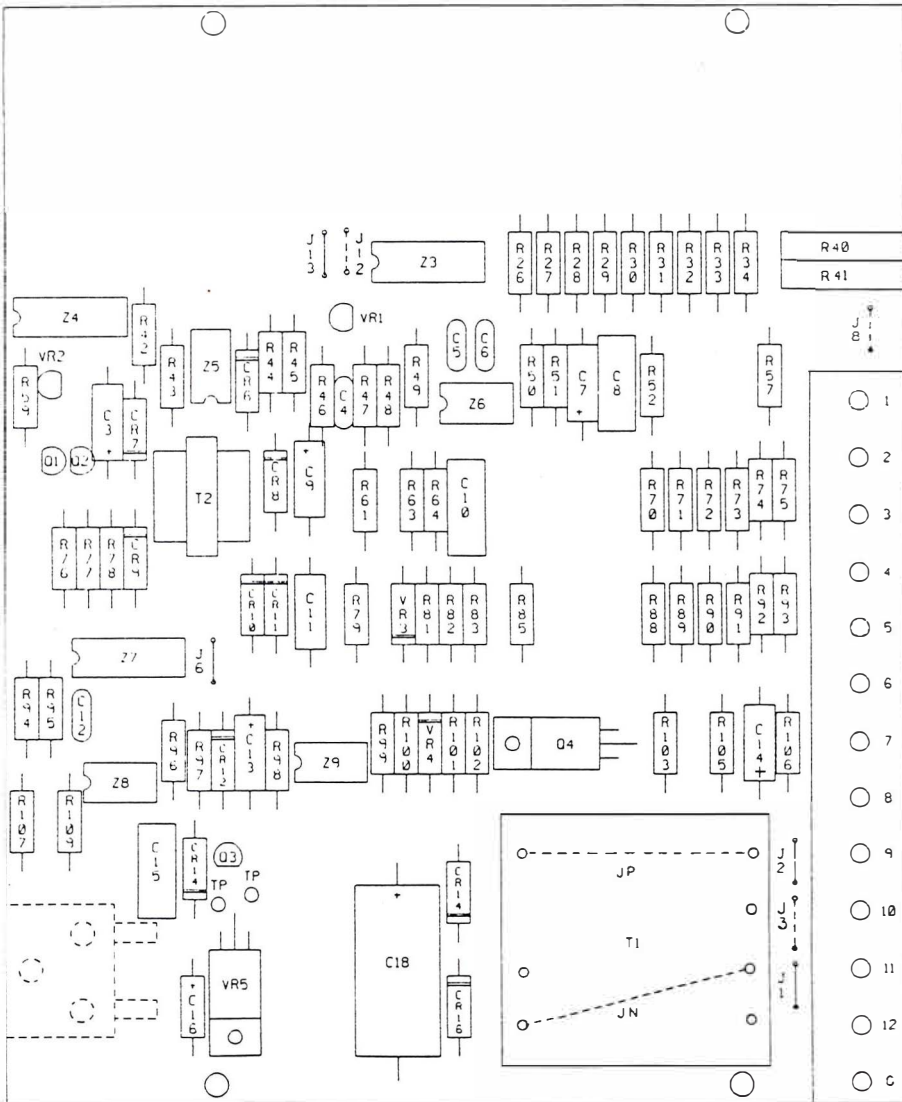 J13 J12 Z3 R26 R27 R28 R29 R30 R31 R32 R33 R34 R40
R41
Z4 R42 VR1 J8
VR2 R59 C3 CR7 R43 Z5 CR6 R44 R45 R46 C4 R47 R48 R49 C5 C6 Z6 R50 R51 C7 + C8 R52 R57 1
Q1 Q2 + T2 CR8 + C9 R61 R63 R64 C10 R70 R71 R72 R73 R74 R75 2
3
R76 R77 R78 CR9 CR10 CR11 C11 R79 VR3 R81 R82 R83 R85 R88 R89 R90 R91 R92 R93 4
Z7 J6 5
6
R94 R95 C12 R96 R97 CR12 + C13 R98 Z9 R99 R100 VR4 R101 R102 Q4 R103 R105 C14 + R106 7
Z8 8
R107 R109 C15 CR14 Q3 JP J2 9
TP TP + CR14 J3 10
C18 T1
+ C16 VR5 CR16 JN 11
12
C